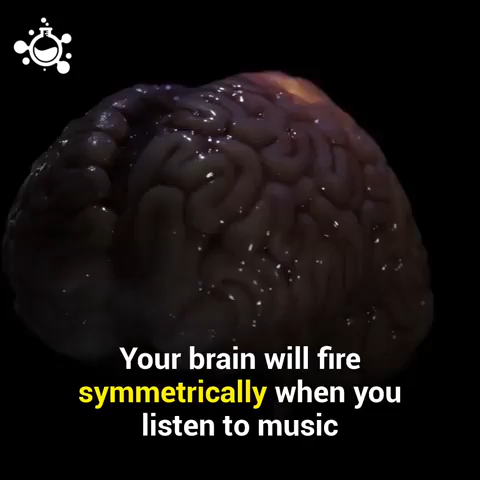 Your brain will fire
symmetrically when you
listen to music